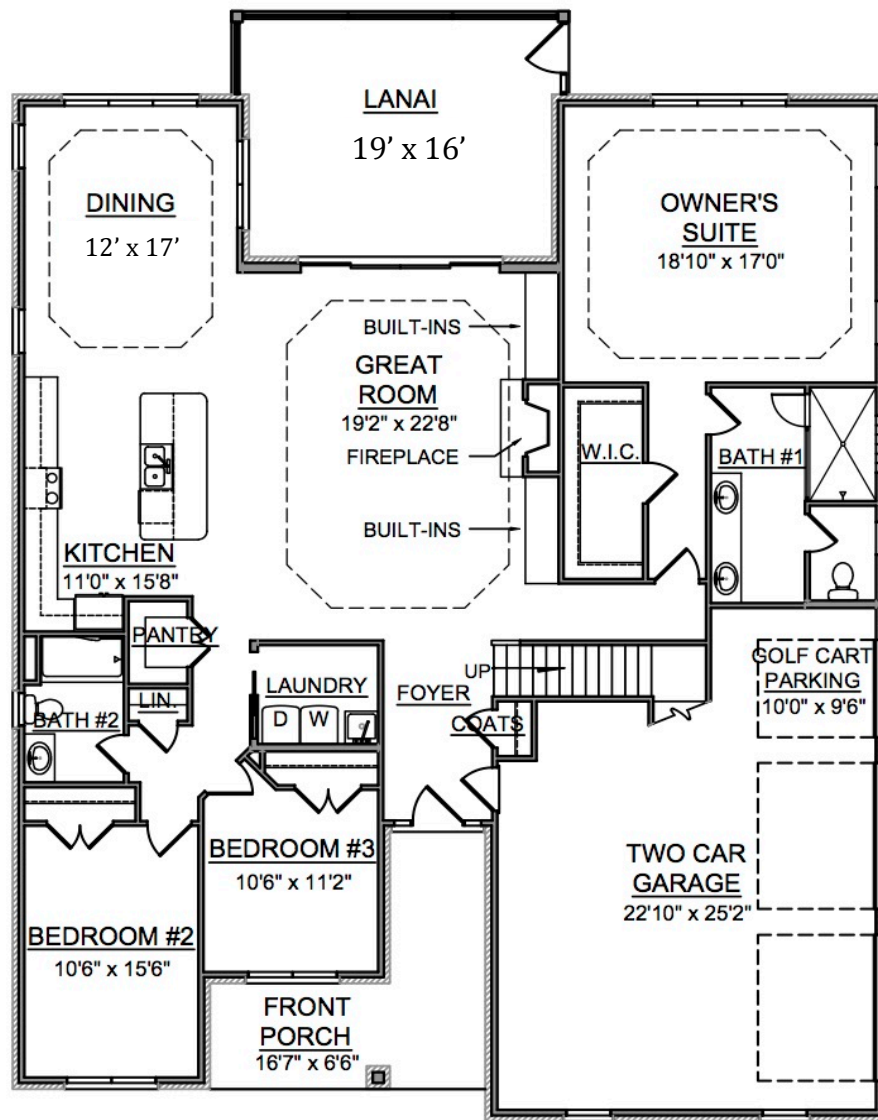 LANAI
19’ x 16’
DINING
12’ x 17’
OWNER'S
SUITE
18'10" x 17'0"
BUILT-INS
GREAT
ROOM
19'2" x 22'8"
FIREPLACE
BUILT-INS
W.I.C.
BATH #1
KITCHEN
11'0" x 15'8"
PANTRY
LIN.
BATH #2
LAUNDRY
D W
FOYER
UP
COATS
GOLF CART
PARKING
10'0" x 9'6"
BEDROOM #3
10'6" x 11'2"
TWO CAR
GARAGE
22'10" x 25'2"
BEDROOM #2
10'6" x 15'6"
FRONT
PORCH
16'7" x 6'6"